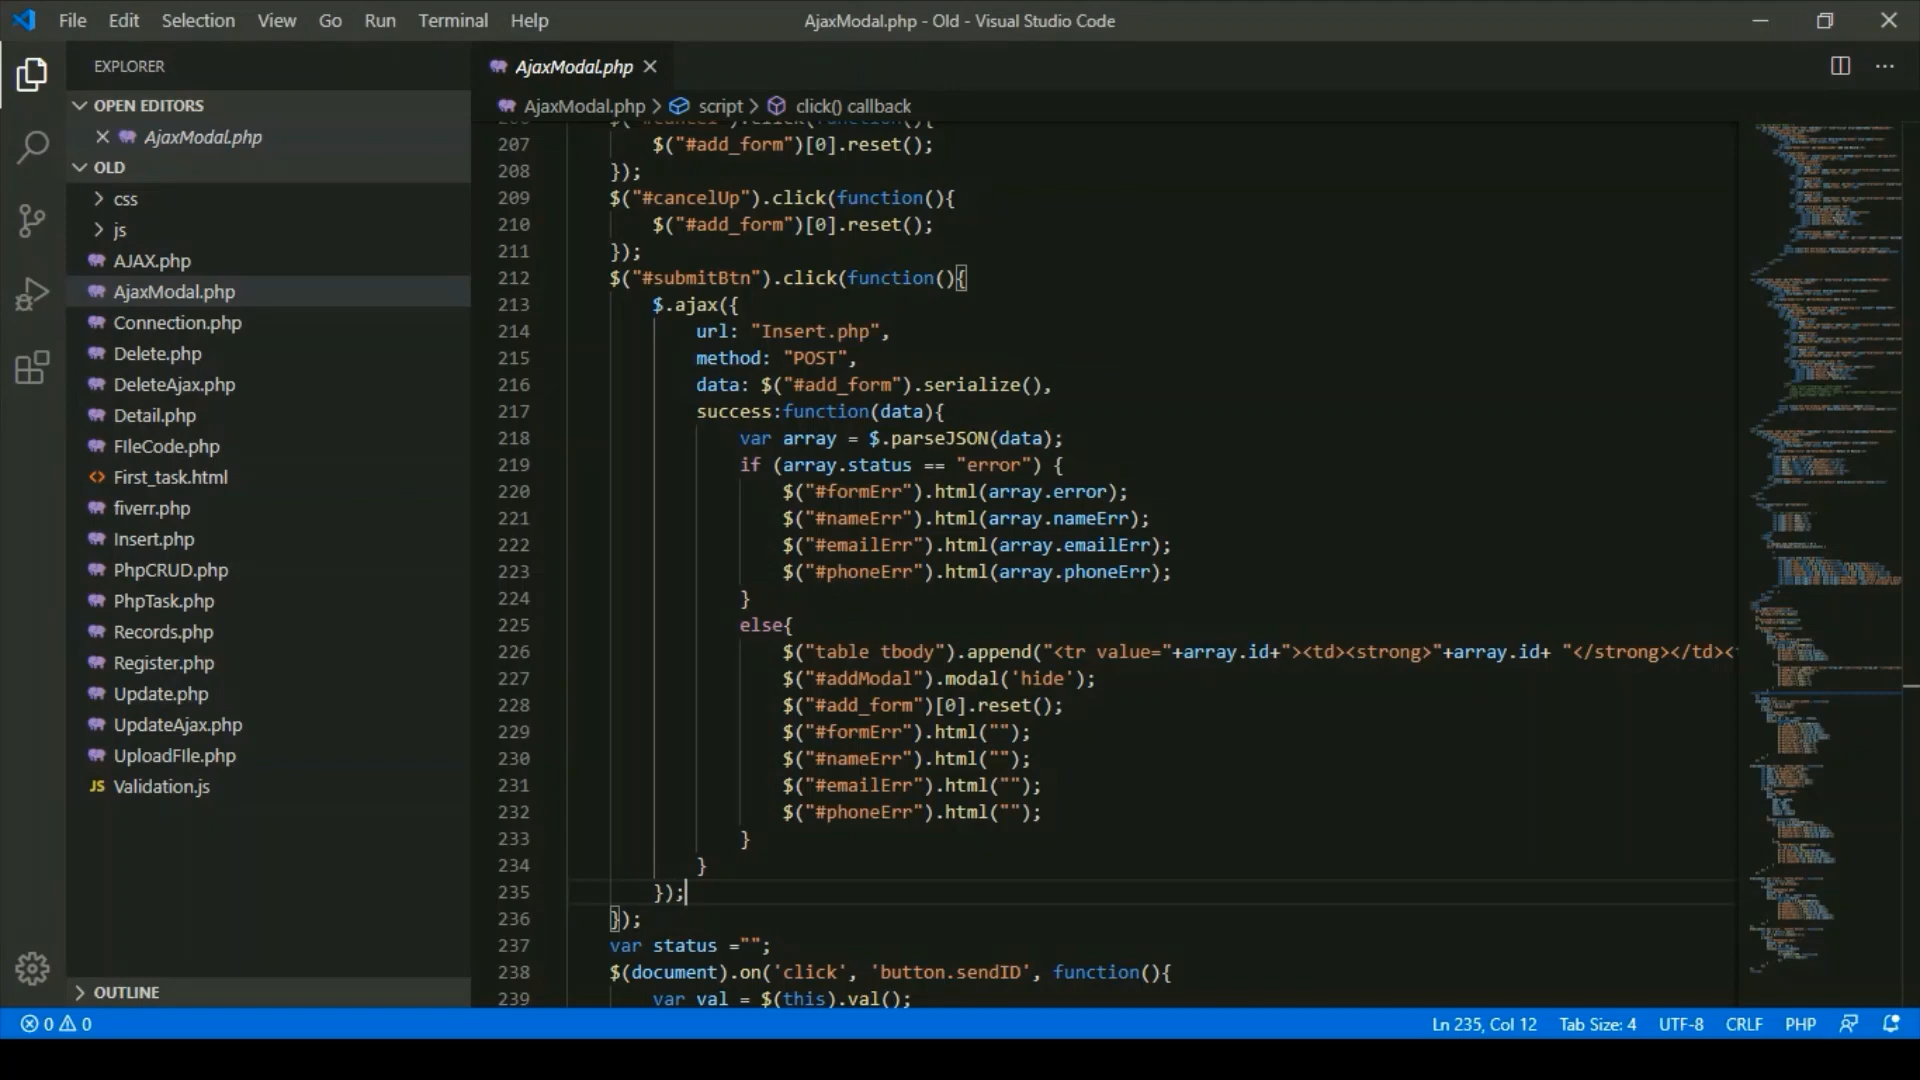 File Edit Selection View Go Run Terminal Help
AjaxModal.php - Old - Visual Studio Code
EXPLORER
OPEN EDITORS
AjaxModal.php
OLD
css
js
AJAX.php
AjaxModal.php
Connection.php
Delete.php
DeleteAjax.php
Detail.php
FIleCode.php
First_task.html
fiverr.php
Insert.php
PhpCRUD.php
PhpTask.php
Records.php
Register.php
Update.php
UpdateAjax.php
UploadFIle.php
JS Validation.js
OUTLINE
AjaxModal.php
AjaxModal.php > script > click() callback
207 $("#add_form")[0].reset();
208 });
209 $("#cancelUp").click(function(){
210 $("#add_form")[0].reset();
211 });
212 $("#submitBtn").click(function(){
213 $.ajax({
214 url: "Insert.php",
215 method: "POST",
216 data: $("#add_form").serialize(),
217 success:function(data){
218 var array = $.parseJSON(data);
219 if (array.status == "error") {
220 $("#formErr").html(array.error);
221 $("#nameErr").html(array.nameErr);
222 $("#emailErr").html(array.emailErr);
223 $("#phoneErr").html(array.phoneErr);
224 }
225 else{
226 $("table tbody").append("<tr value="+array.id+"><td><strong>"+array.id+ "</strong></td><
227 $("#addModal").modal('hide');
228 $("#add_form")[0].reset();
229 $("#formErr").html("");
230 $("#nameErr").html("");
231 $("#emailErr").html("");
232 $("#phoneErr").html("");
233 }
234 }
235 });
236 });
237 var status ="";
238 $(document).on('click', 'button.sendID', function(){
239 var val = $(this).val();
0 0
Ln 235, Col 12 Tab Size: 4 UTF-8 CRLF PHP